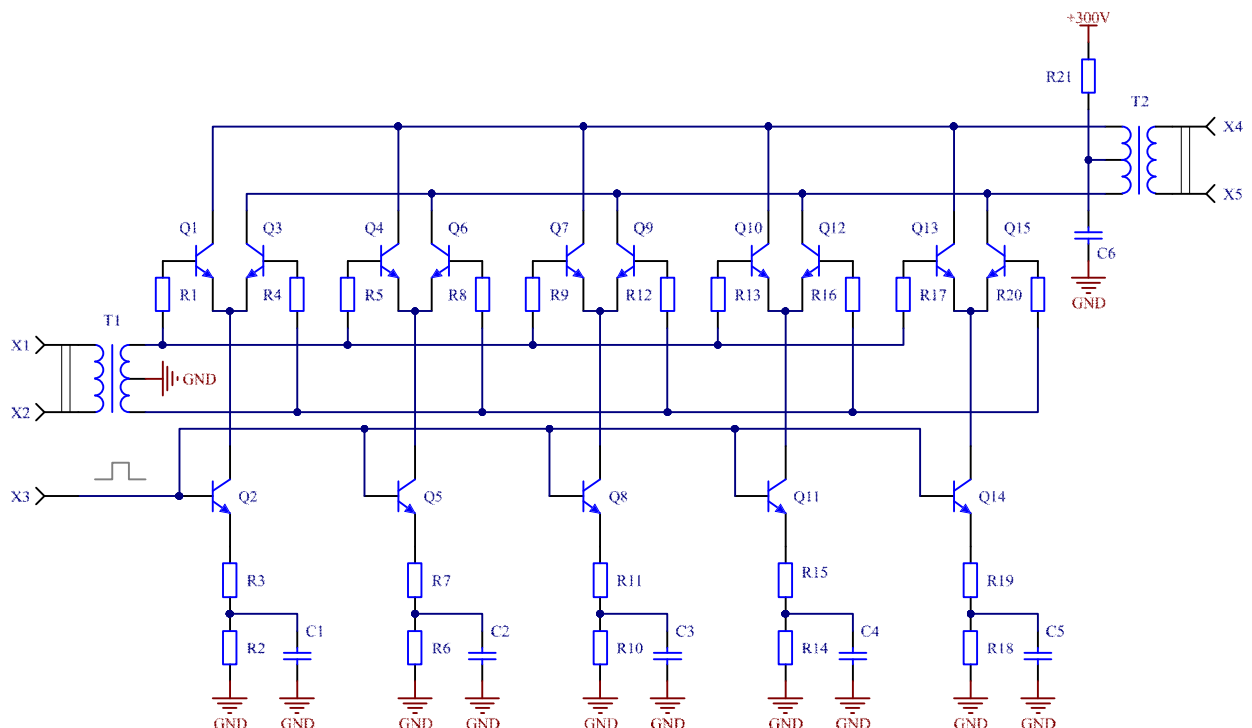 +300V
R21
T2
X4
X5
Q1
Q3
Q4
Q6
Q7
Q9
Q10
Q12
Q13
Q15
C6
GND
R1
R4
R5
R8
R9
R12
R13
R16
R17
R20
T1
X1
GND
X2
X3
Q2
Q5
Q8
Q11
Q14
R3
R7
R11
R15
R19
C1
C2
C3
C4
C5
R2
R6
R10
R14
R18
GND
GND
GND
GND
GND
GND
GND
GND
GND
GND